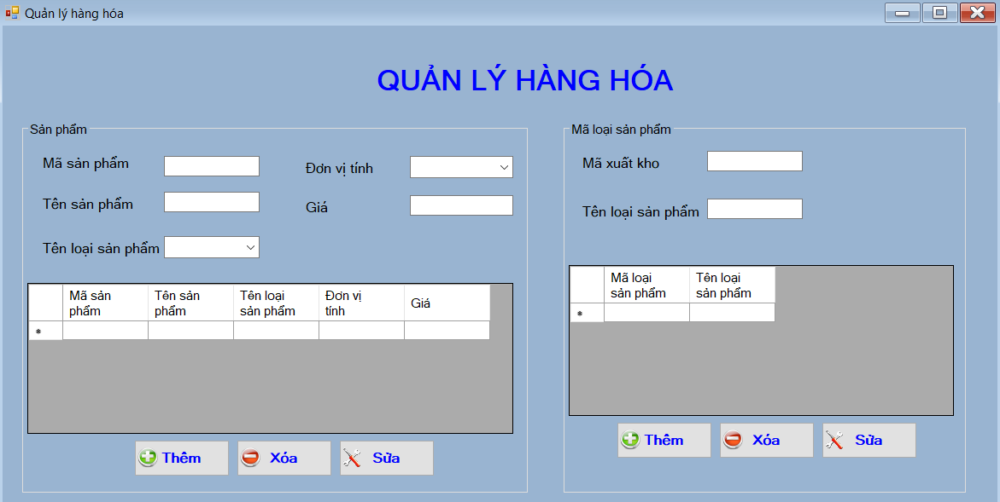 Quản lý hàng hóa
QUẢN LÝ HÀNG HÓA
Sản phẩm
Mã sản phẩm
Đơn vị tính
Tên sản phẩm
Giá
Tên loại sản phẩm
Mã sản phẩm
Tên sản phẩm
Tên loại sản phẩm
Đơn vị tính
Giá
Thêm
Xóa
Sửa
Mã loại sản phẩm
Mã xuất kho
Tên loại sản phẩm
Mã loại sản phẩm
Tên loại sản phẩm
Thêm
Xóa
Sửa